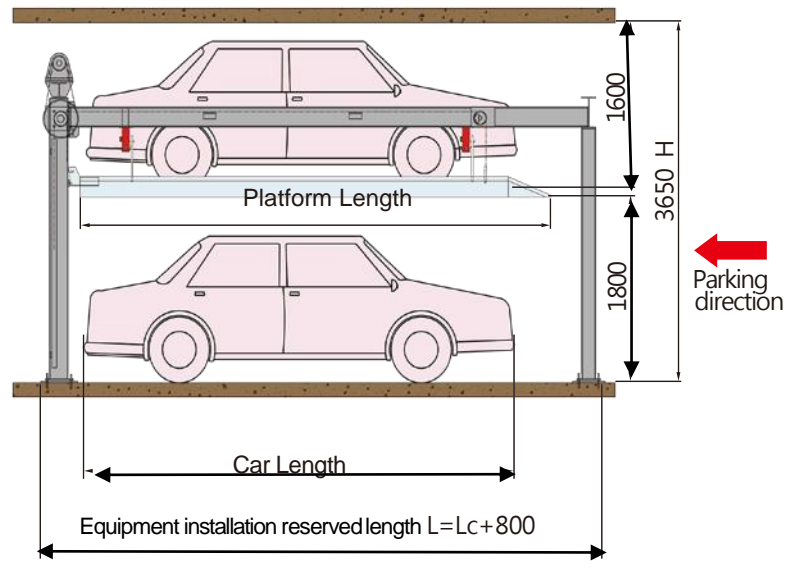 1600
Platform Length
3650 H
1800
Parking
direction
Car Length
Equipment installation reserved length L=Lc+800